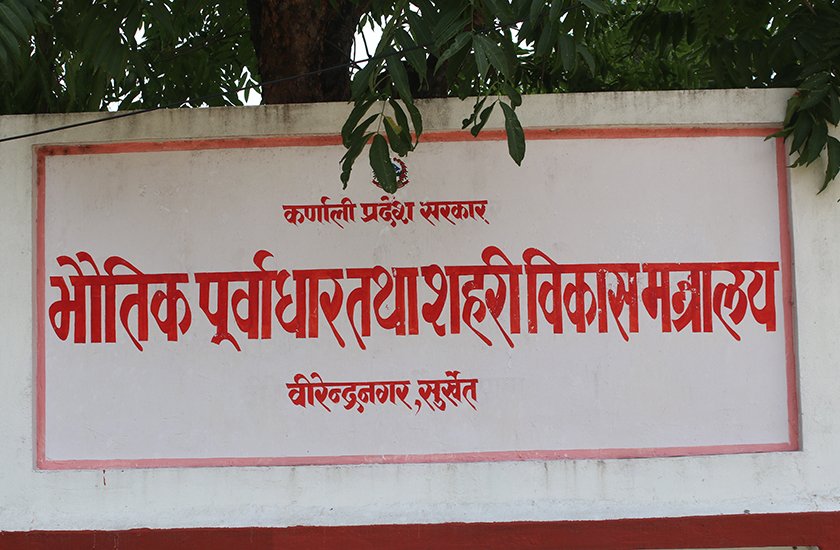 कर्णाली प्रदेश सरकार
भौतिक पूर्वाधार तथा शहरी विकास मन्त्रालय
वीरेन्द्रनगर, सुर्खेत